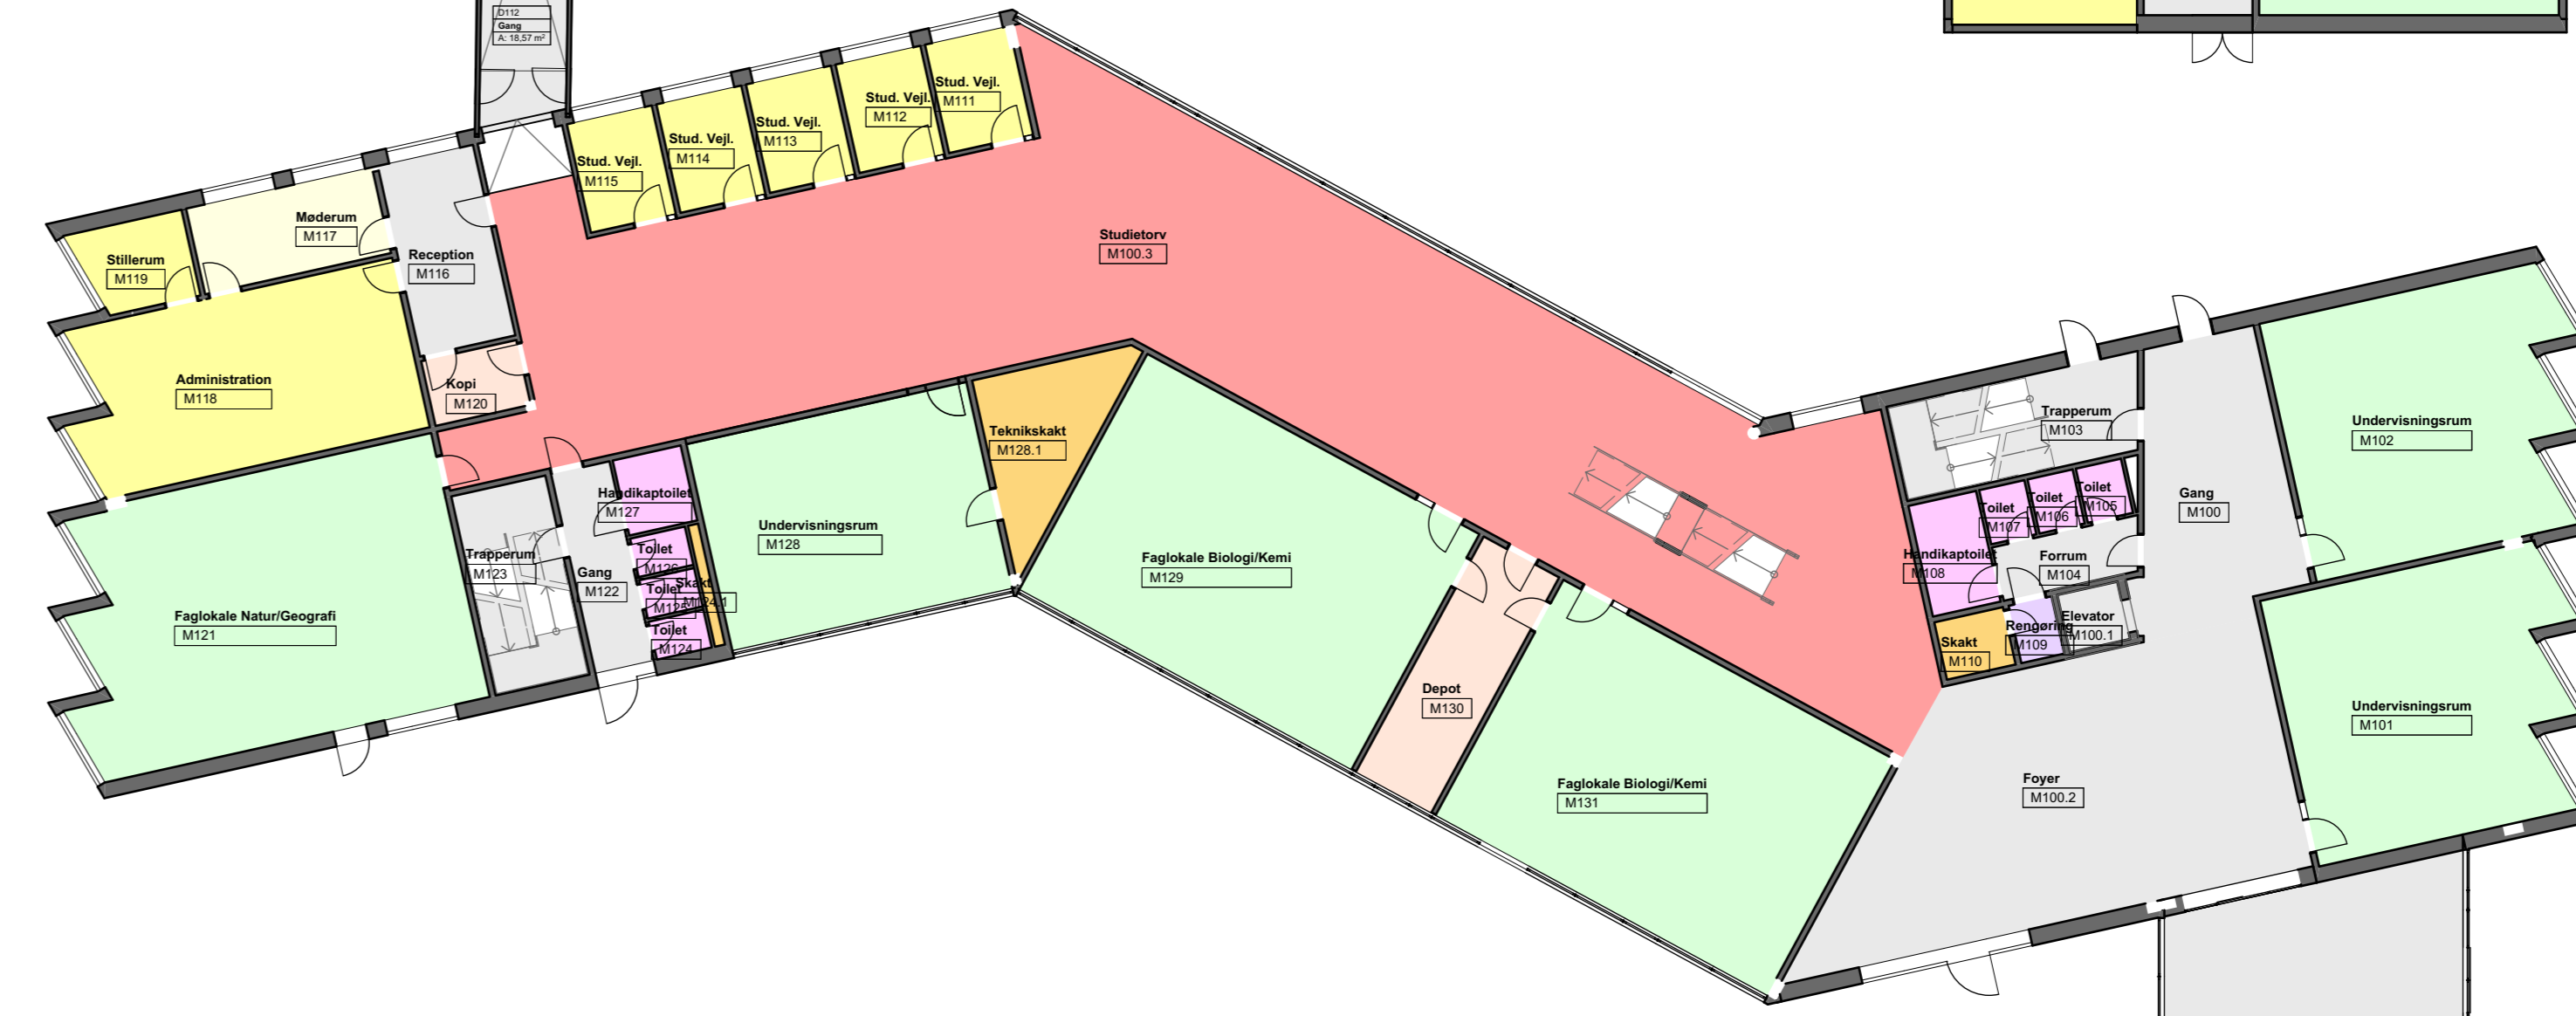 D112
Gang
A: 18,57 m²
Stud. Vejl.
M111
Stud. Vejl.
M112
Stud. Vejl.
M113
Stud. Vejl.
M114
Stud. Vejl.
M115
Møderum
M117
Stillerum
M119
Reception
M116
Studietorv
M100.3
Administration
M118
Kopi
M120
Trapperum
M103
Undervisningsrum
M102
Teknikskakt
M128.1
Handikaptoilet
M127
Gang
M100
Toilet
M105
Toilet
M106
Toilet
M107
Undervisningsrum
M128
Trapperum
M123
Toilet
M126
Gang
M122
Toilet
M125
Skakt
M124.1
Toilet
M124
Faglokale Biologi/Kemi
M129
Handikaptoilet
M108
Forrum
M104
Faglokale Natur/Geografi
M121
Rengøring
M109
Elevator
M100.1
Skakt
M110
Depot
M130
Undervisningsrum
M101
Faglokale Biologi/Kemi
M131
Foyer
M100.2